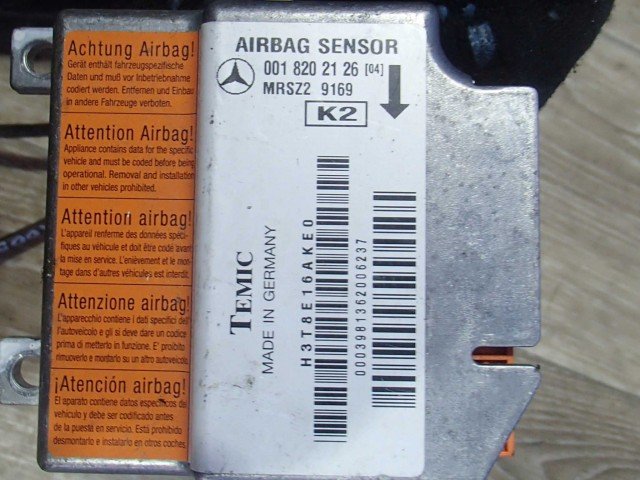 Achtung Airbag!
Gerät enthält fahrzeugspezifische
Daten und muß vor Inbetriebnahme
codiert werden. Entfernen und Einbau
in andere Fahrzeuge verboten.
Attention Airbag!
Appliance contains data for the specific
vehicle and must be coded before being
operational. Removal and installation
in other vehicles prohibited.
Attention airbag!
L'appareil renferme des données spéci-
fiques au véhicule et doit être codé avant
la mise en service. L'enlèvement et le mon-
tage dans d'autres véhicules est interdit.
Attenzione airbag!
L'apparecchio contiene i dati specifici del
l'autoveicolo e gli si deve dare un codice
prima di metterlo in funzione. E' proibito
rimuoverlo e montarlo su un altro autoveicolo.
¡Atención airbag!
El aparato contiene datos específicos de
vehículo y debe ser codificado antes
de la puesta en servicio. Está prohibido
desmontarlo e instalarlo en otros coches.
AIRBAG SENSOR
001 820 21 26 [04]
MRSZ2 9169
K2
TEMIC
MADE IN GERMANY
H3T8E16AKE0
0003981362006237